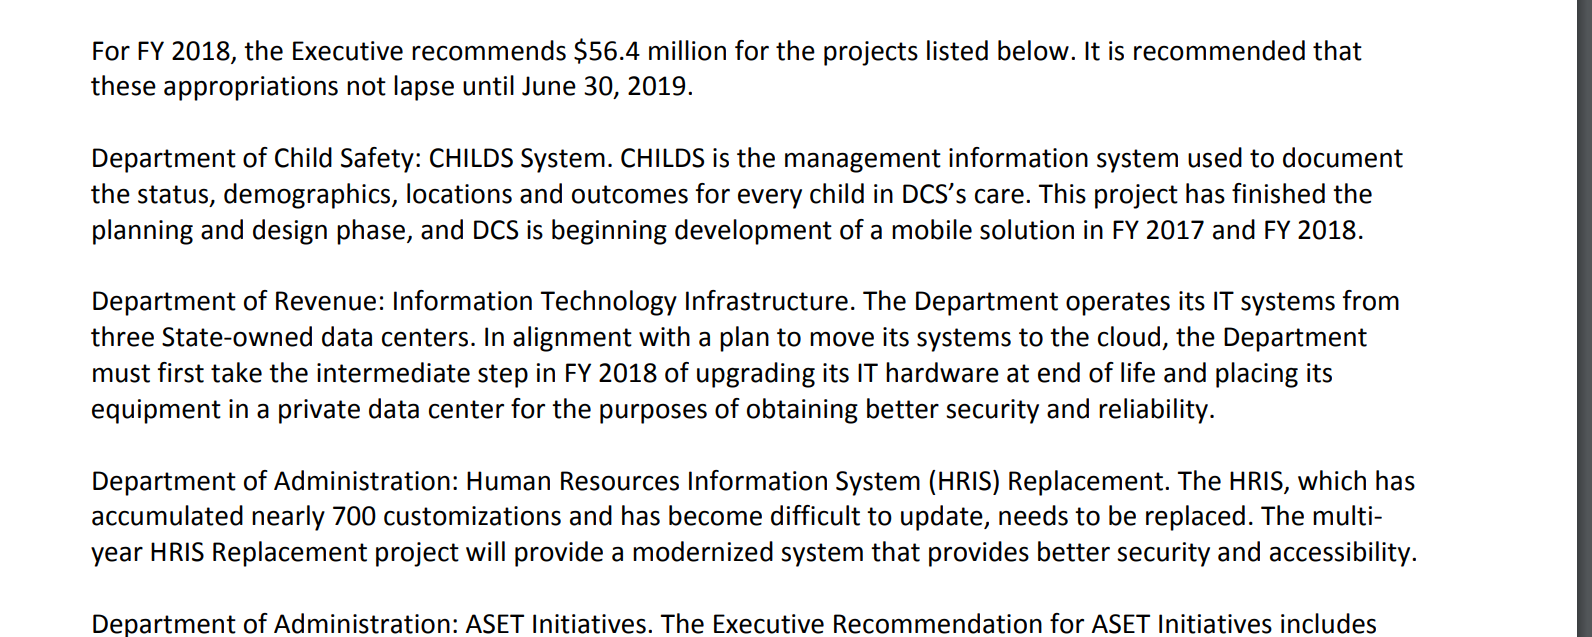 For FY 2018, the Executive recommends $56.4 million for the projects listed below. It is recommended that
these appropriations not lapse until June 30, 2019.
Department of Child Safety: CHILDS System. CHILDS is the management information system used to document
the status, demographics, locations and outcomes for every child in DCS’s care. This project has finished the
planning and design phase, and DCS is beginning development of a mobile solution in FY 2017 and FY 2018.
Department of Revenue: Information Technology Infrastructure. The Department operates its IT systems from
three State-owned data centers. In alignment with a plan to move its systems to the cloud, the Department
must first take the intermediate step in FY 2018 of upgrading its IT hardware at end of life and placing its
equipment in a private data center for the purposes of obtaining better security and reliability.
Department of Administration: Human Resources Information System (HRIS) Replacement. The HRIS, which has
accumulated nearly 700 customizations and has become difficult to update, needs to be replaced. The multi-
year HRIS Replacement project will provide a modernized system that provides better security and accessibility.
Department of Administration: ASET Initiatives. The Executive Recommendation for ASET Initiatives includes